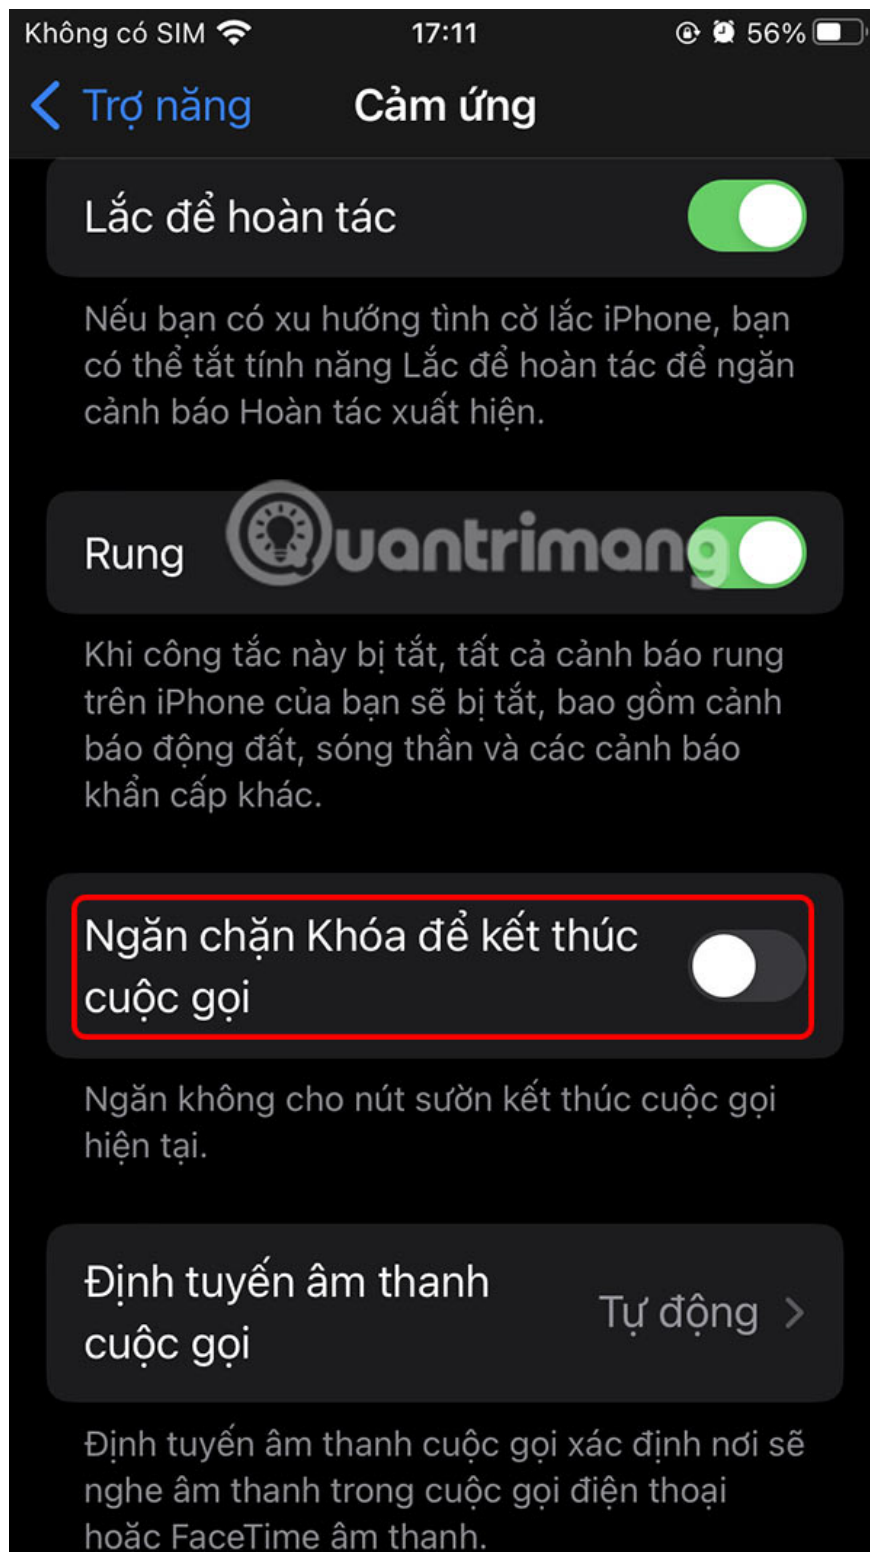 Không có SIM 17:11 56%
Trợ năng Cảm ứng
Lắc để hoàn tác
Nếu bạn có xu hướng tình cờ lắc iPhone, bạn
có thể tắt tính năng Lắc để hoàn tác để ngăn
cảnh báo Hoàn tác xuất hiện.
Quantrimang
Rung
Khi công tắc này bị tắt, tất cả cảnh báo rung
trên iPhone của bạn sẽ bị tắt, bao gồm cảnh
báo động đất, sóng thần và các cảnh báo
khẩn cấp khác.
Ngăn chặn Khóa để kết thúc
cuộc gọi
Ngăn không cho nút sườn kết thúc cuộc gọi
hiện tại.
Định tuyến âm thanh
cuộc gọi
Tự động
Định tuyến âm thanh cuộc gọi xác định nơi sẽ
nghe âm thanh trong cuộc gọi điện thoại
hoặc FaceTime âm thanh.